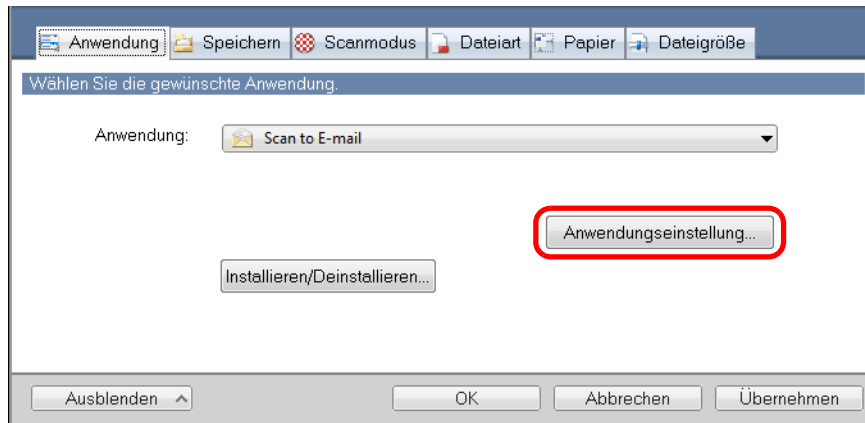 Anwendung Speichern Scanmodus Dateiart Papier Dateigröße
Wählen Sie die gewünschte Anwendung.
Anwendung: Scan to E-mail
Anwendungseinstellung...
Installieren/Deinstallieren...
Ausblenden OK Abbrechen Übernehmen